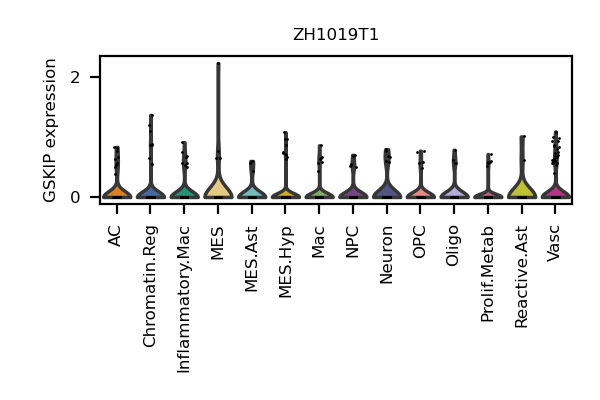 ZH1019T1
GSKIP expression
2
0
AC
Chromatin.Reg
Inflammatory.Mac
MES
MES.Ast
MES.Hyp
Mac
NPC
Neuron
OPC
Oligo
Prolif.Metab
Reactive.Ast
Vasc